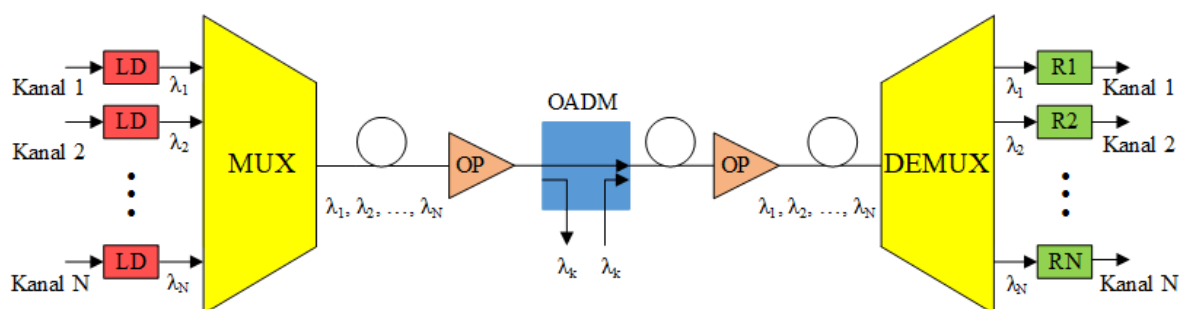 Kanal 1
LD
λ₁
Kanal 2
LD
λ₂
Kanal N
LD
λN
MUX
λ₁, λ₂, ..., λN
OP
OADM
λk
λk
OP
λ₁, λ₂, ..., λN
DEMUX
λ₁
R1
Kanal 1
λ₂
R2
Kanal 2
λN
RN
Kanal N